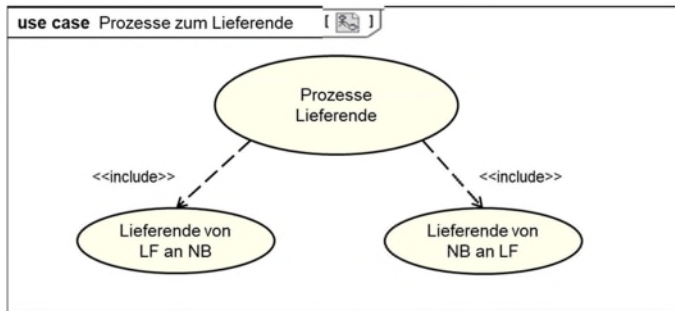 use case Prozesse zum Lieferende [ ]
Prozesse
Lieferende
<<include>>
<<include>>
Lieferende von
LF an NB
Lieferende von
NB an LF